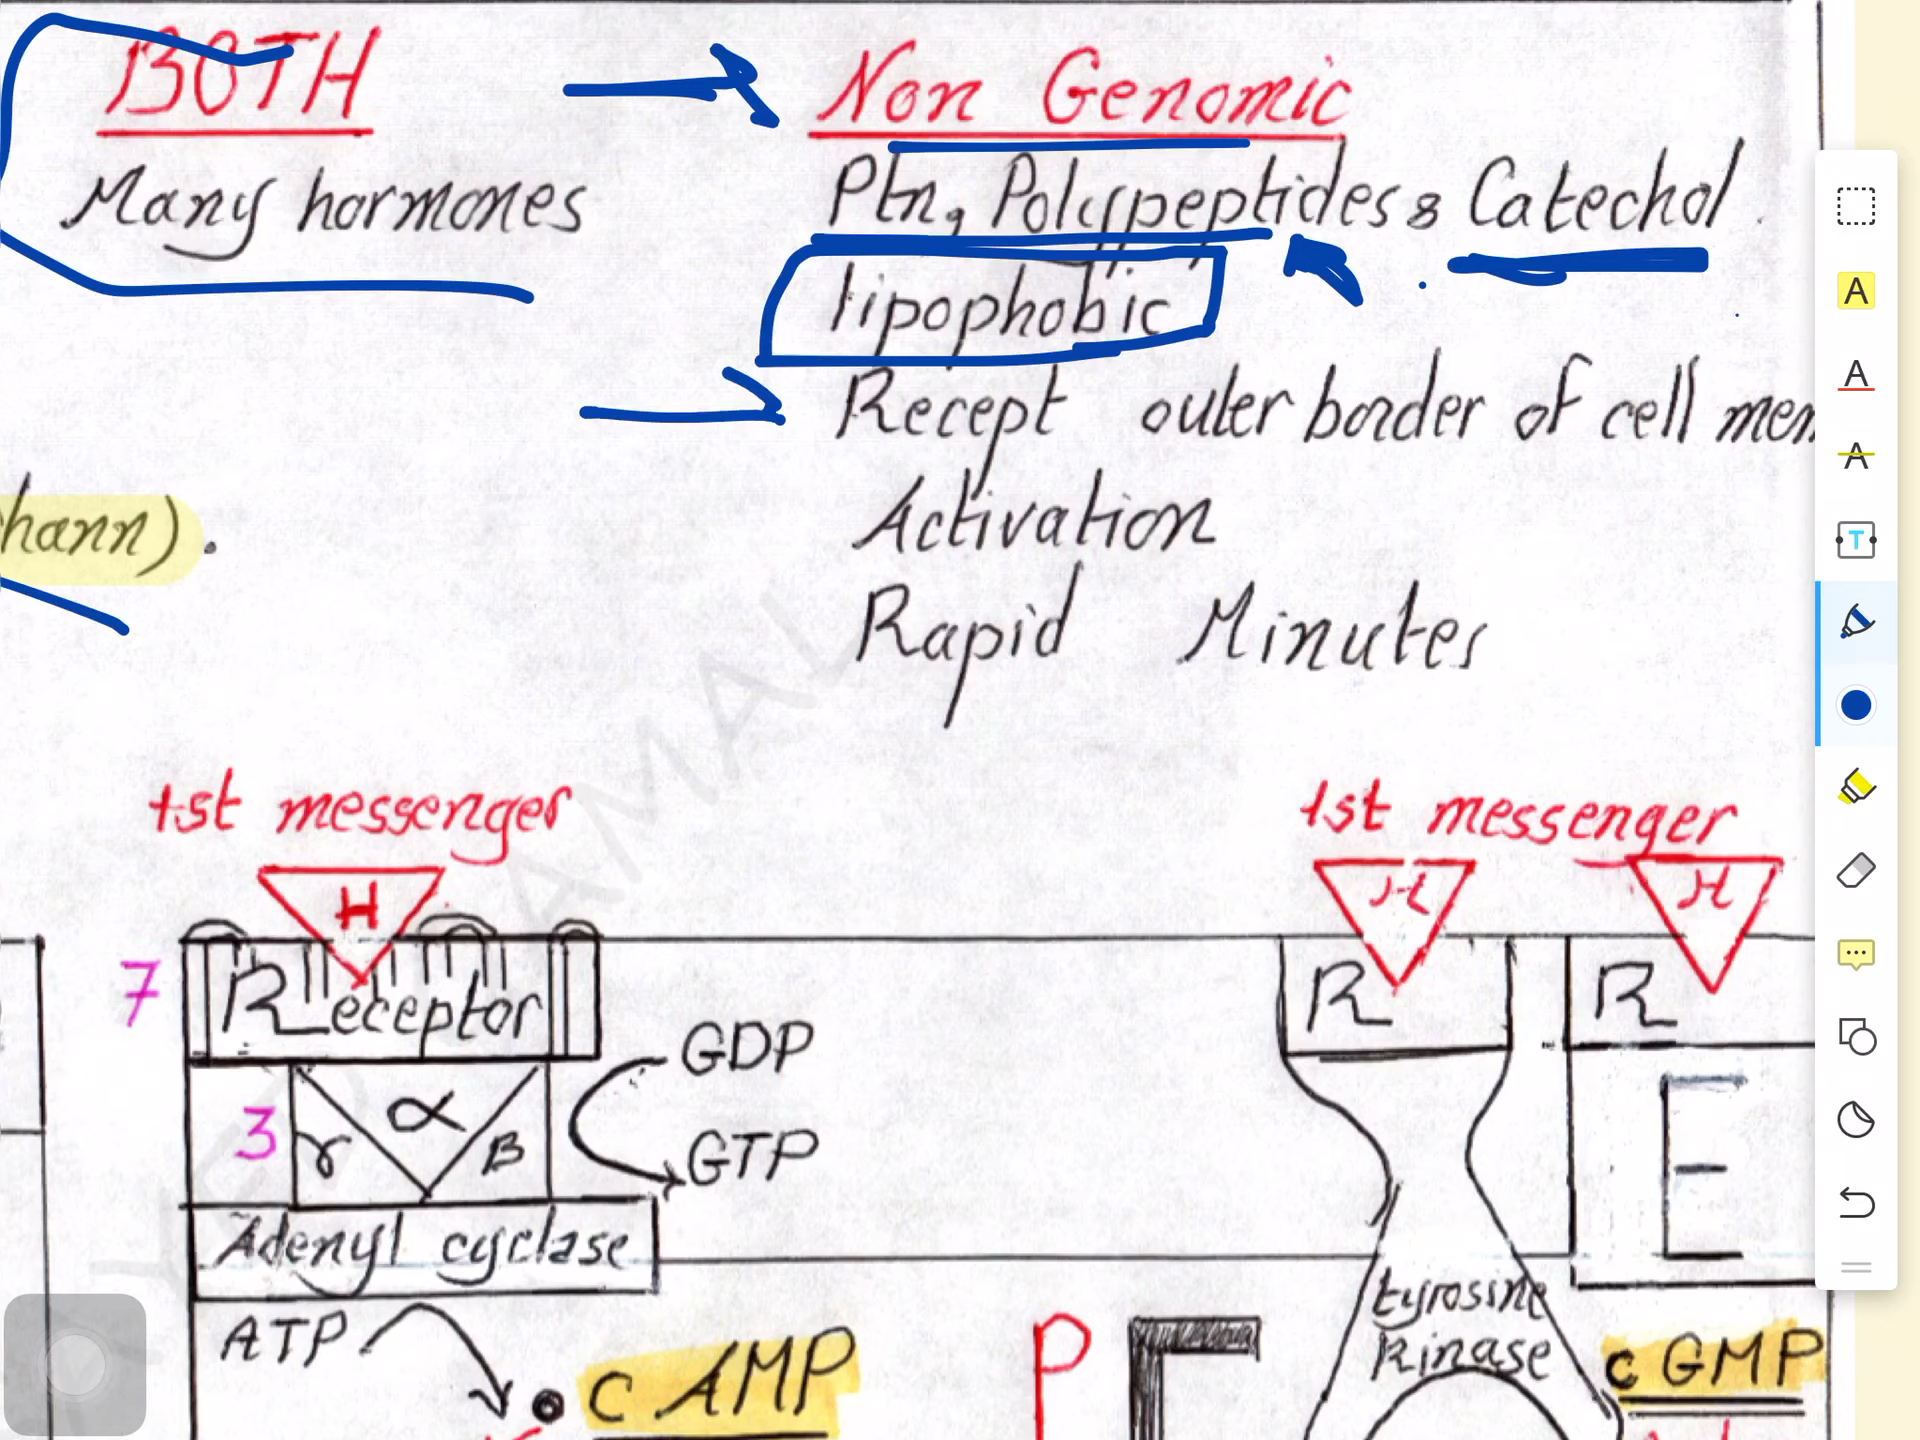 BOTH
Non Genomic
Many hormones
Ptn, Polypeptides & Catechol
lipophobic
Recept outer border of cell mem
hann).
Activation
Rapid Minutes
1st messenger
1st messenger
H
H
H
7
Receptor
R
R
GDP
3
γ
α
B
GTP
E
Adenyl cyclase
ATP
c AMP
P
tyrosine
kinase
c GMP
A
A
A
T